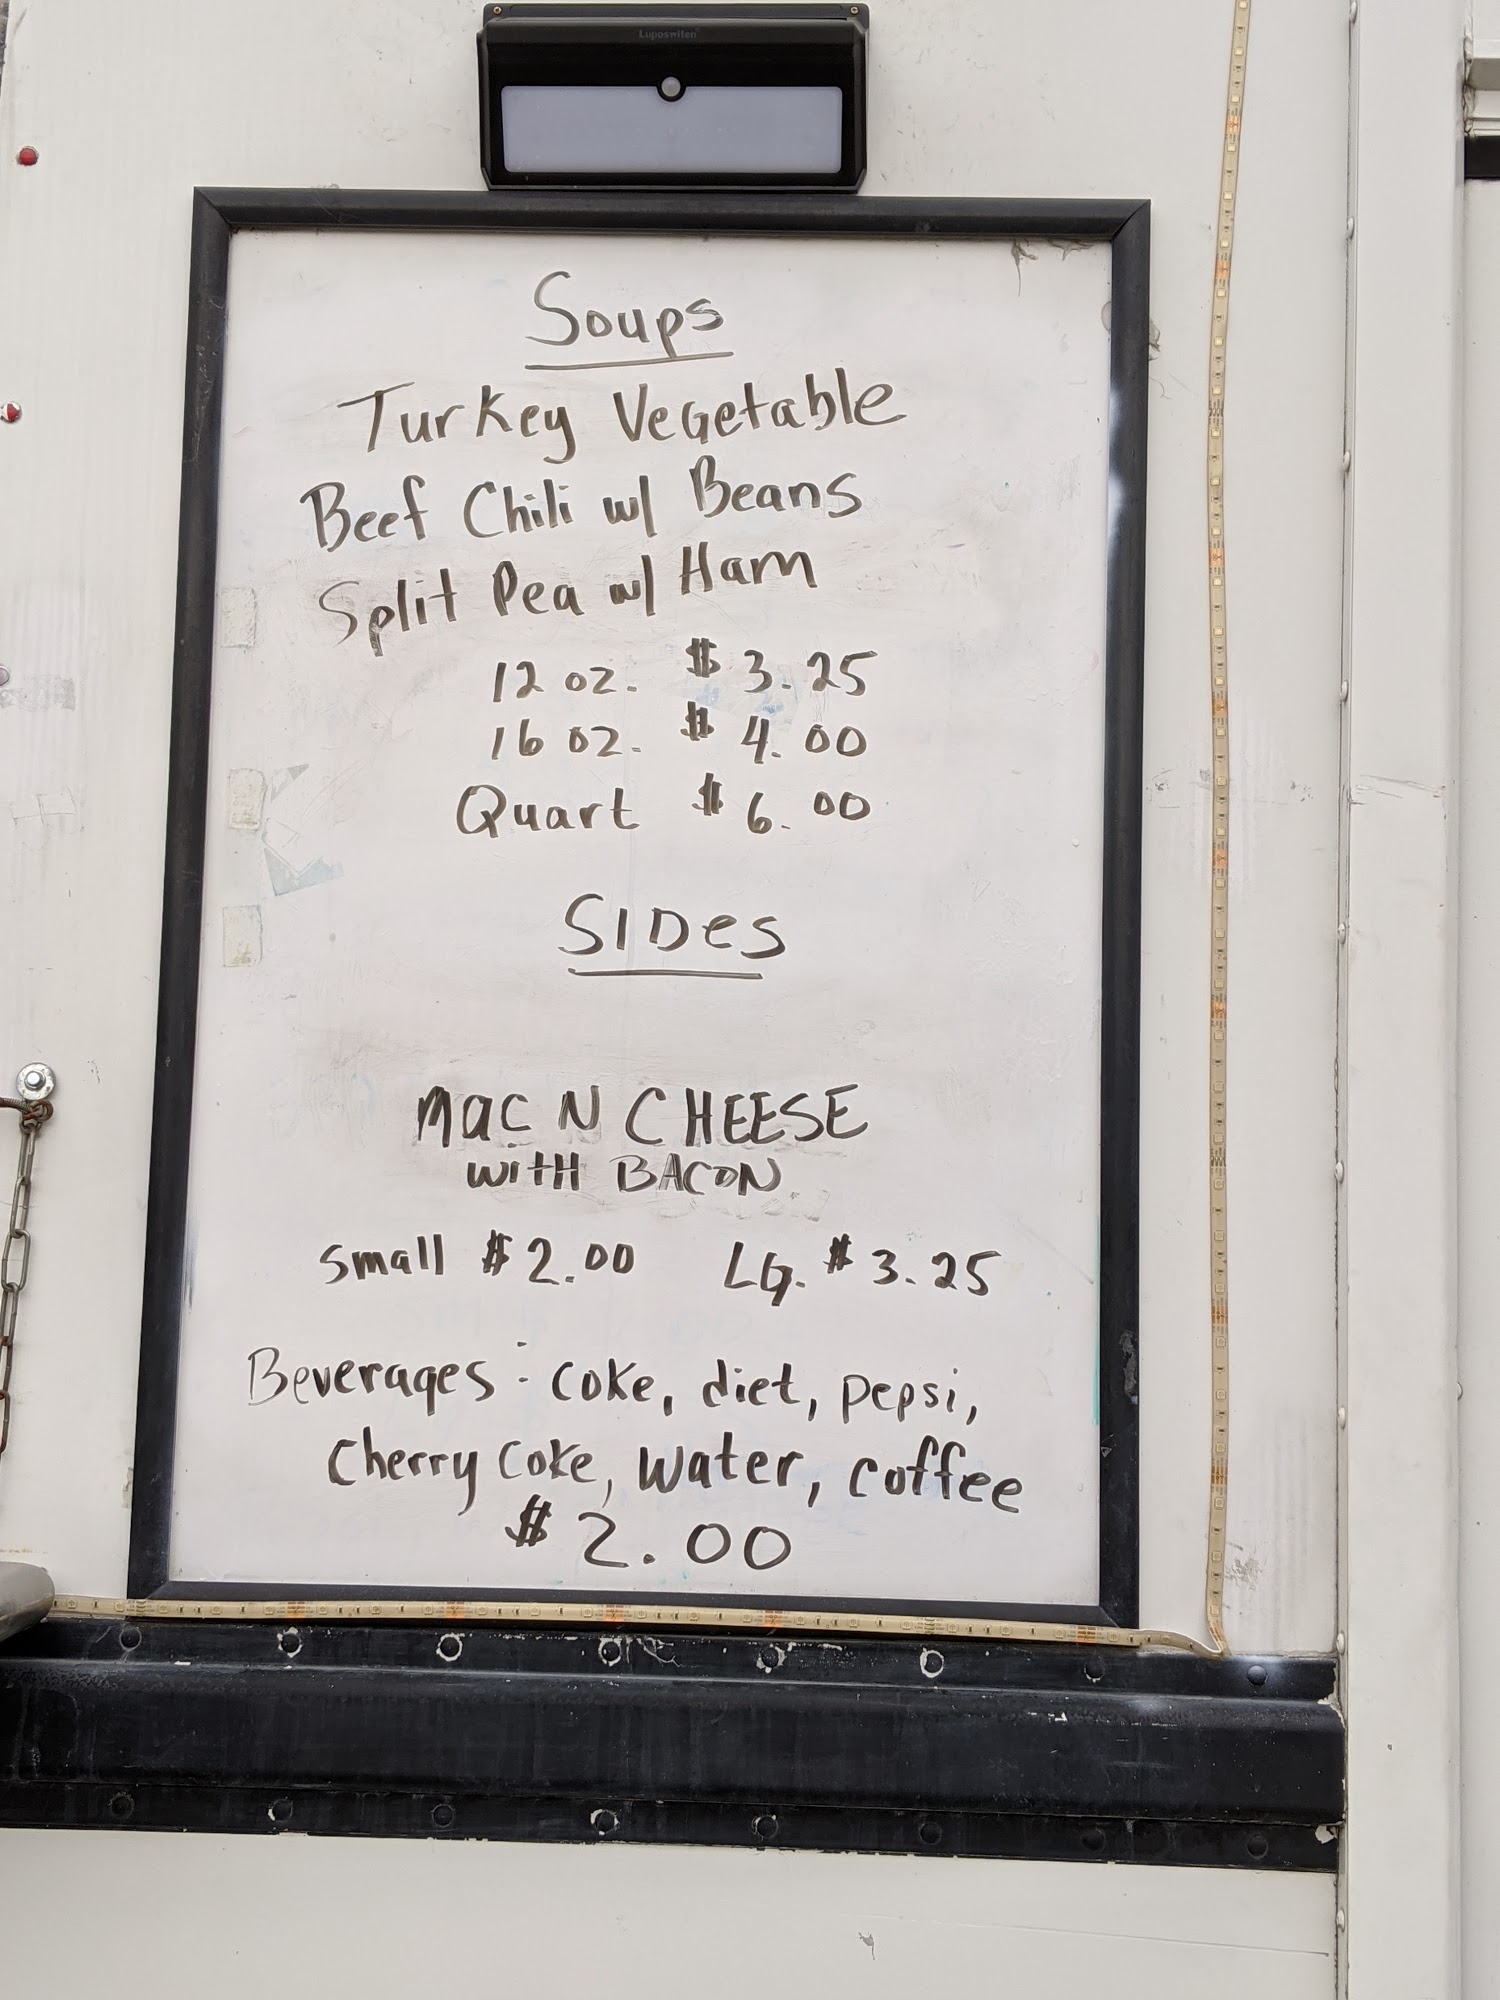 Luposwiten
Soups
Turkey Vegetable
Beef Chili w/ Beans
Split Pea w/ Ham
12 oz. $ 3.25
16 oz. $ 4.00
Quart $ 6.00
SIDes
Mac N CHEESE
WITH BACON
Small $ 2.00 LG. $ 3.25
Beverages: Coke, diet, pepsi,
Cherry Coke, Water, coffee
$ 2.00